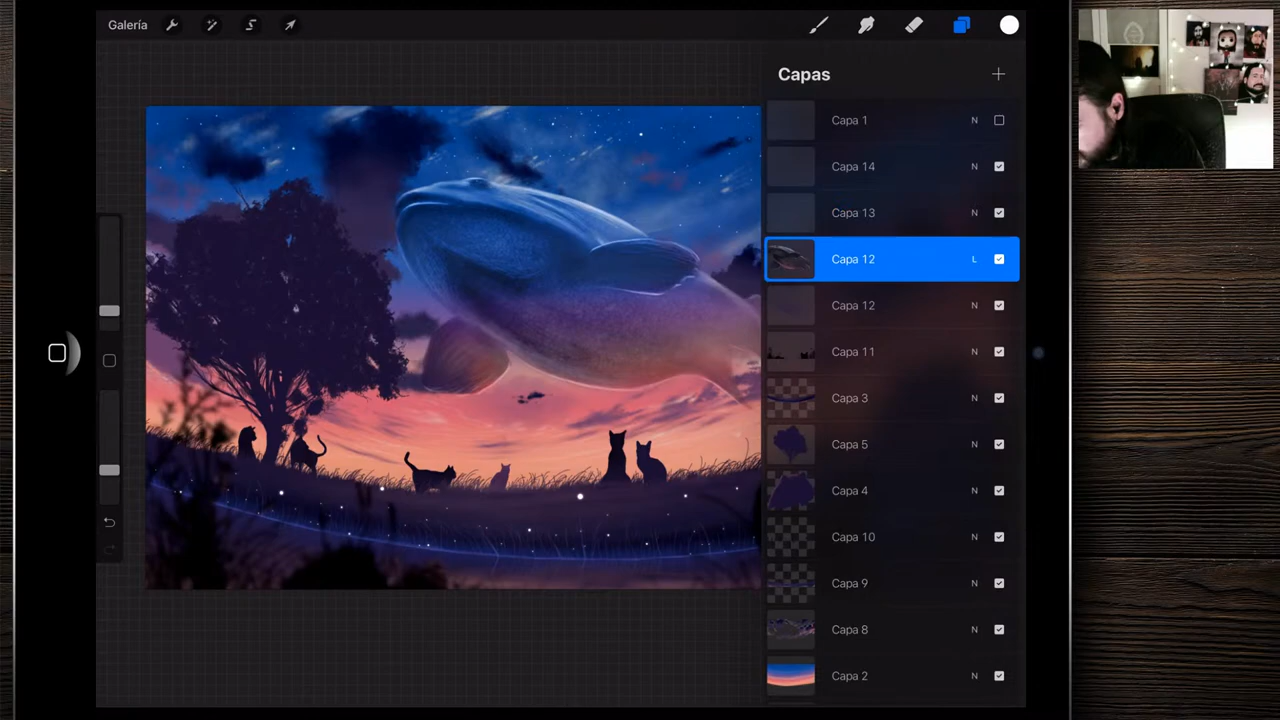 Galería
Capas
Capa 1 N
Capa 14 N
Capa 13 N
Capa 12 L
Capa 12 N
Capa 11 N
Capa 3 N
Capa 5 N
Capa 4 N
Capa 10 N
Capa 9 N
Capa 8 N
Capa 2 N